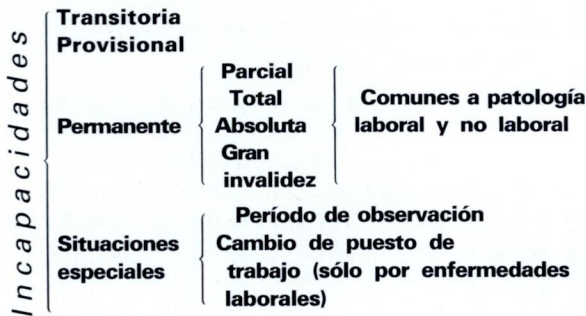 Incapacidades
Transitoria
Provisional
Permanente
Parcial
Total
Absoluta
Gran
invalidez
Comunes a patología
laboral y no laboral
Situaciones
especiales
Período de observación
Cambio de puesto de
trabajo (sólo por enfermedades
laborales)